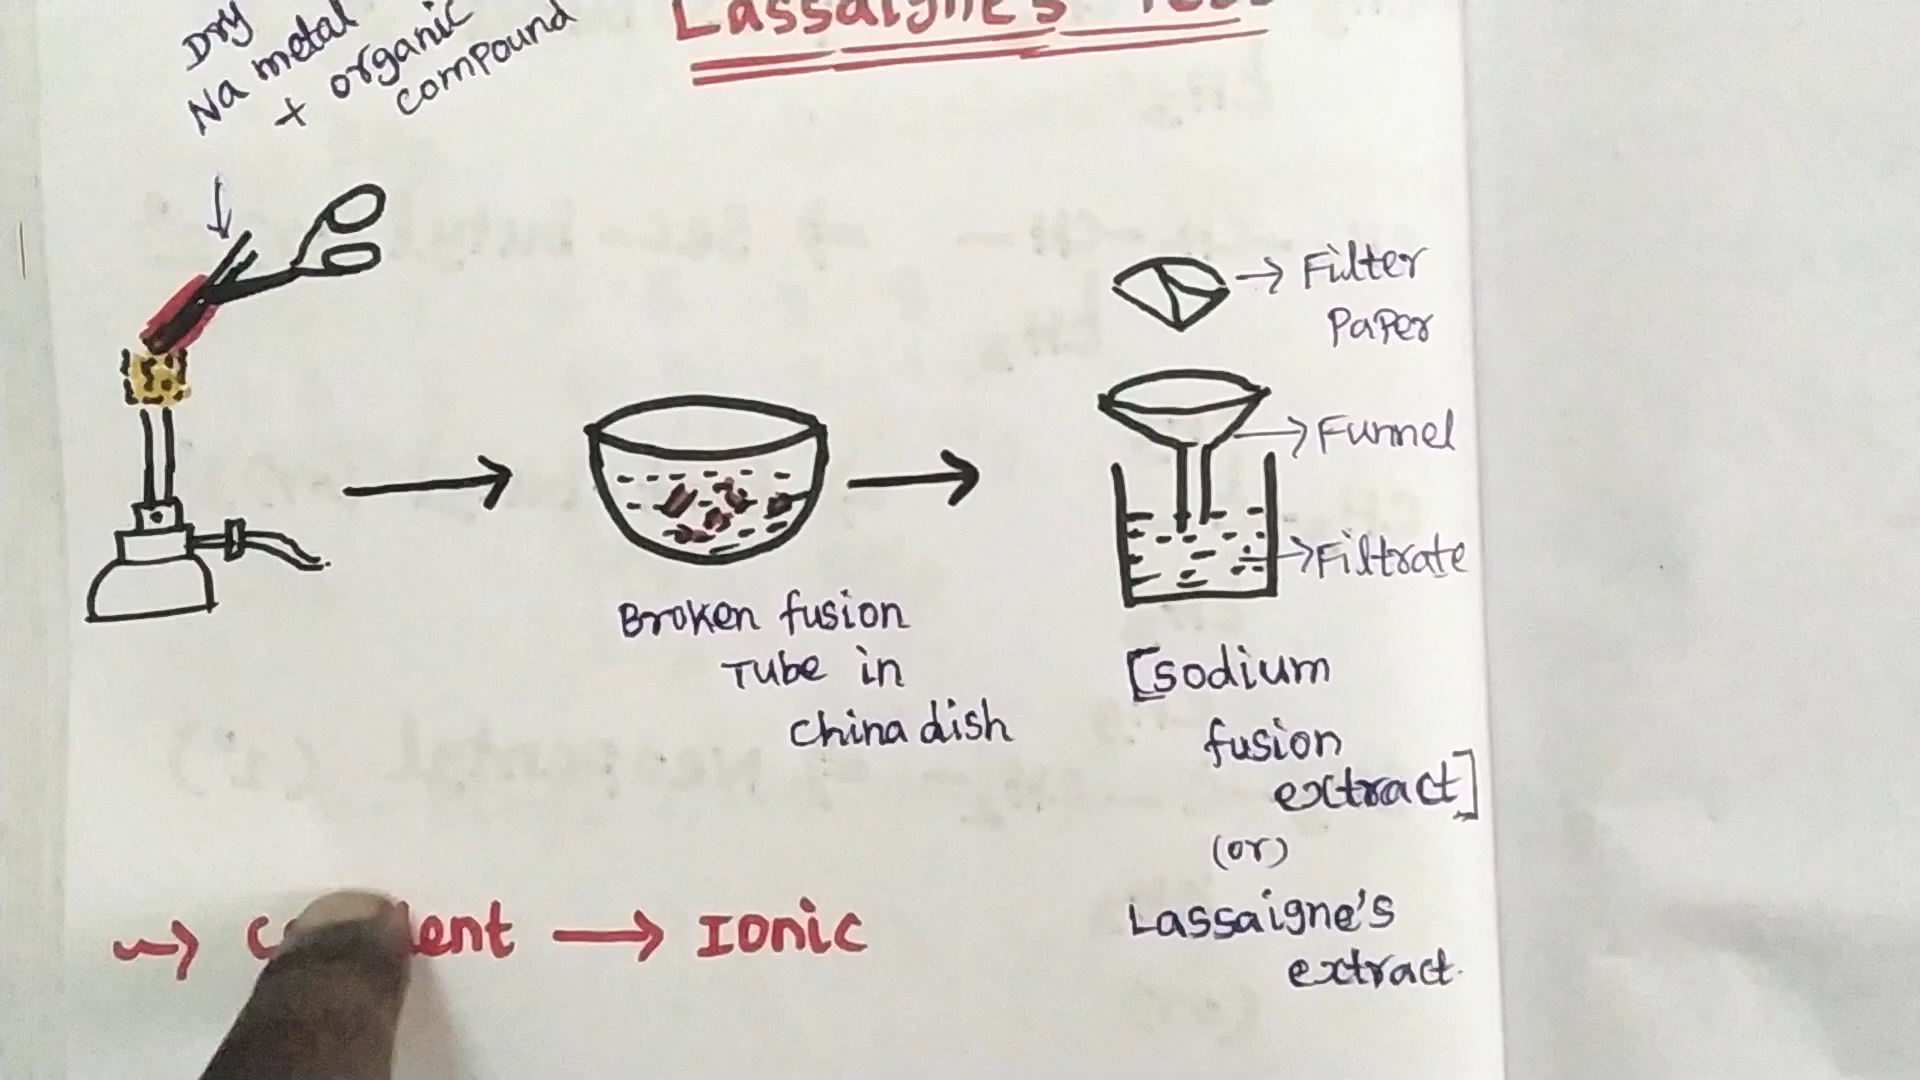 Lassaigne's Test
Dry
Na metal
+ organic
compound
Filter
Paper
Funnel
Filtrate
Broken fusion
Tube in
China dish
[sodium
fusion
extract]
(or)
Lassaigne's
extract.
→ Ionic